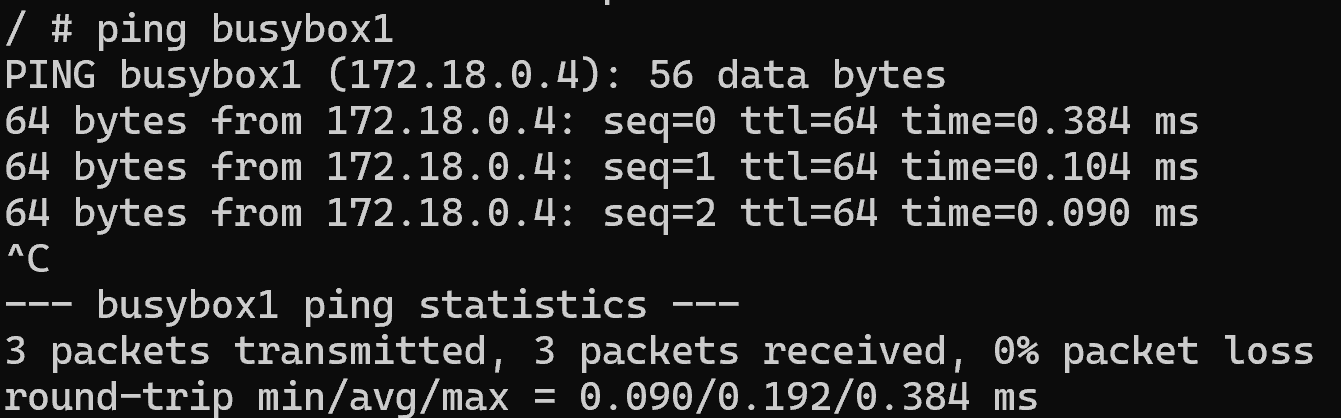 / # ping busybox1
PING busybox1 (172.18.0.4): 56 data bytes
64 bytes from 172.18.0.4: seq=0 ttl=64 time=0.384 ms
64 bytes from 172.18.0.4: seq=1 ttl=64 time=0.104 ms
64 bytes from 172.18.0.4: seq=2 ttl=64 time=0.090 ms
^C
--- busybox1 ping statistics ---
3 packets transmitted, 3 packets received, 0% packet loss
round-trip min/avg/max = 0.090/0.192/0.384 ms